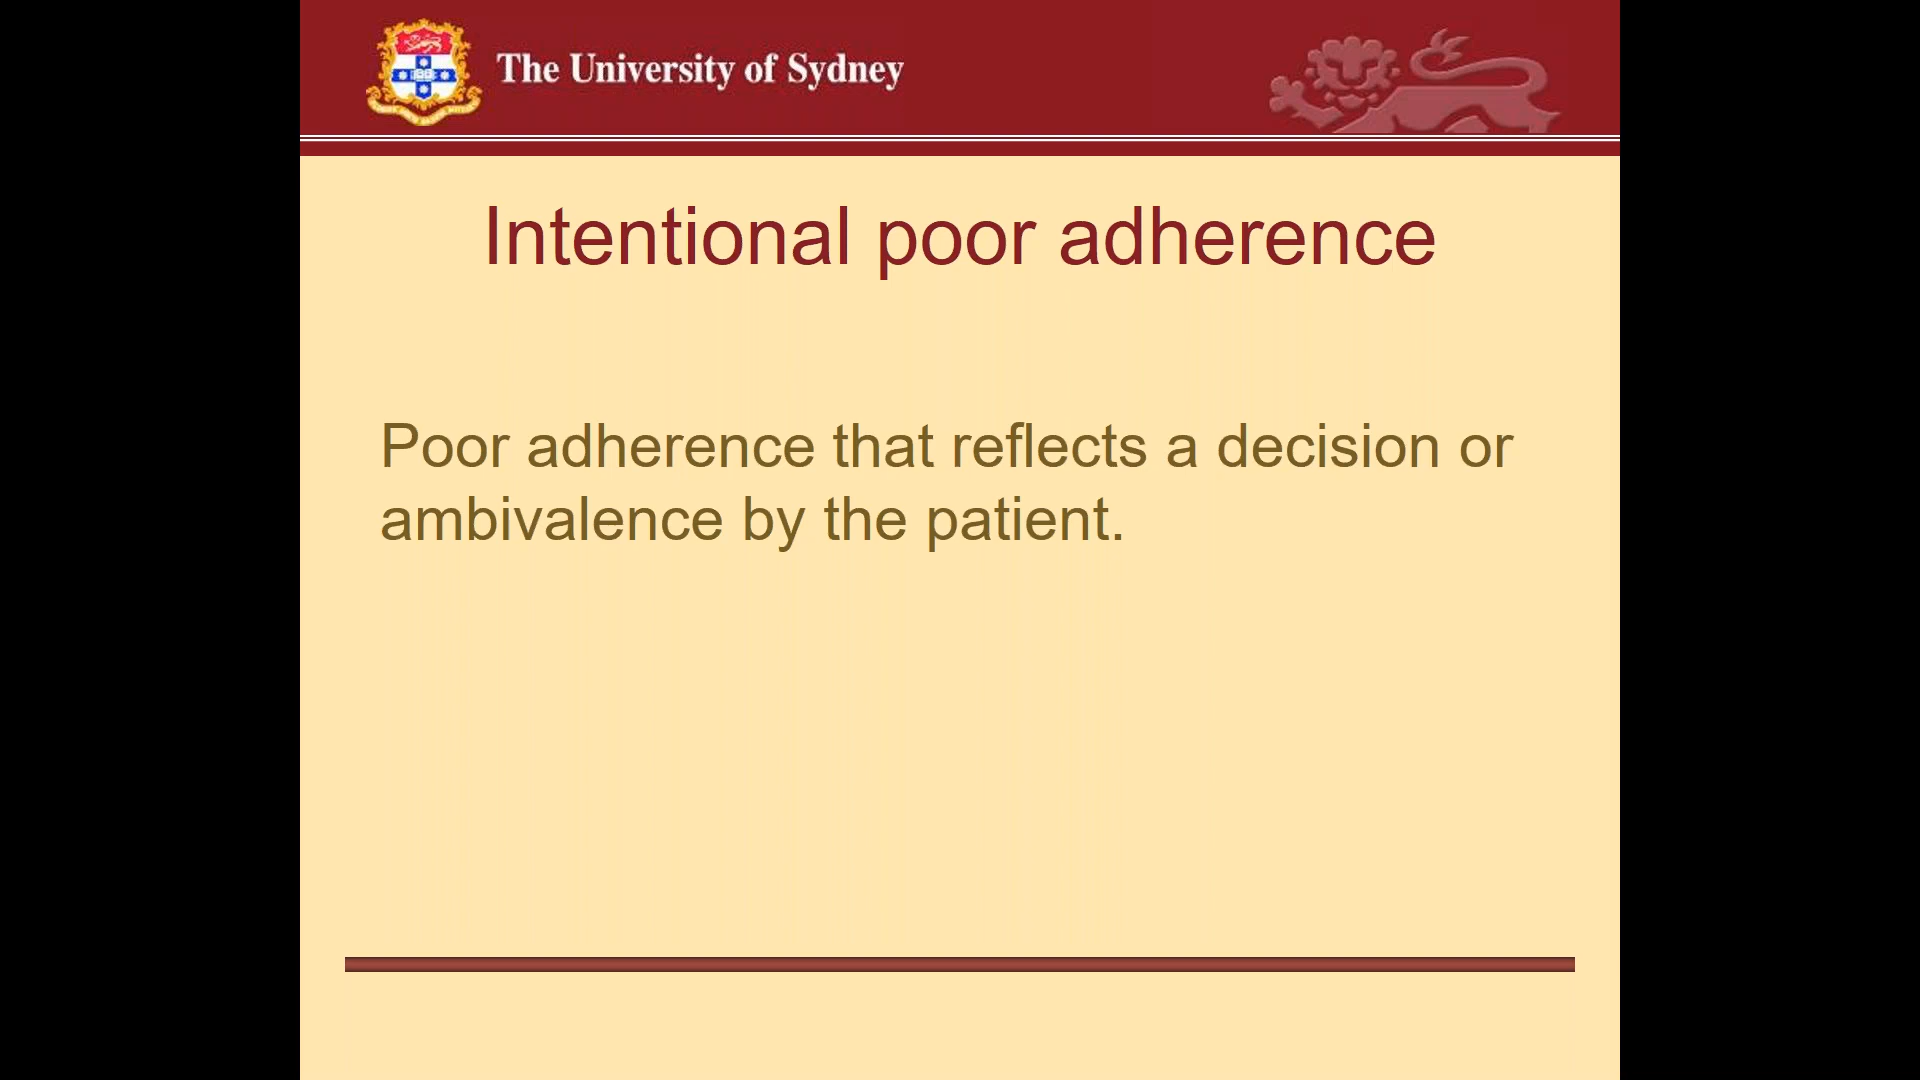 The University of Sydney
Intentional poor adherence
Poor adherence that reflects a decision or
ambivalence by the patient.